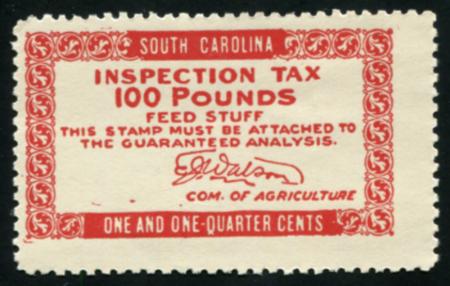 SOUTH CAROLINA
INSPECTION TAX
100 POUNDS
FEED STUFF
THIS STAMP MUST BE ATTACHED TO
THE GUARANTEED ANALYSIS.
E J Watson
COM. OF AGRICULTURE
ONE AND ONE-QUARTER CENTS